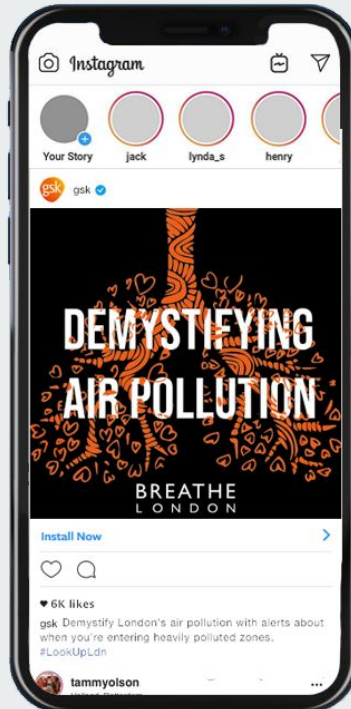 Instagram
Your Story
jack
lynda_s
henry
gsk
gsk
DEMYSTIFYING
AIR POLLUTION
BREATHE
LONDON
Install Now
6K likes
gsk Demystify London's air pollution with alerts about
when you're entering heavily polluted zones.
#LookUpLdn
tammyolson